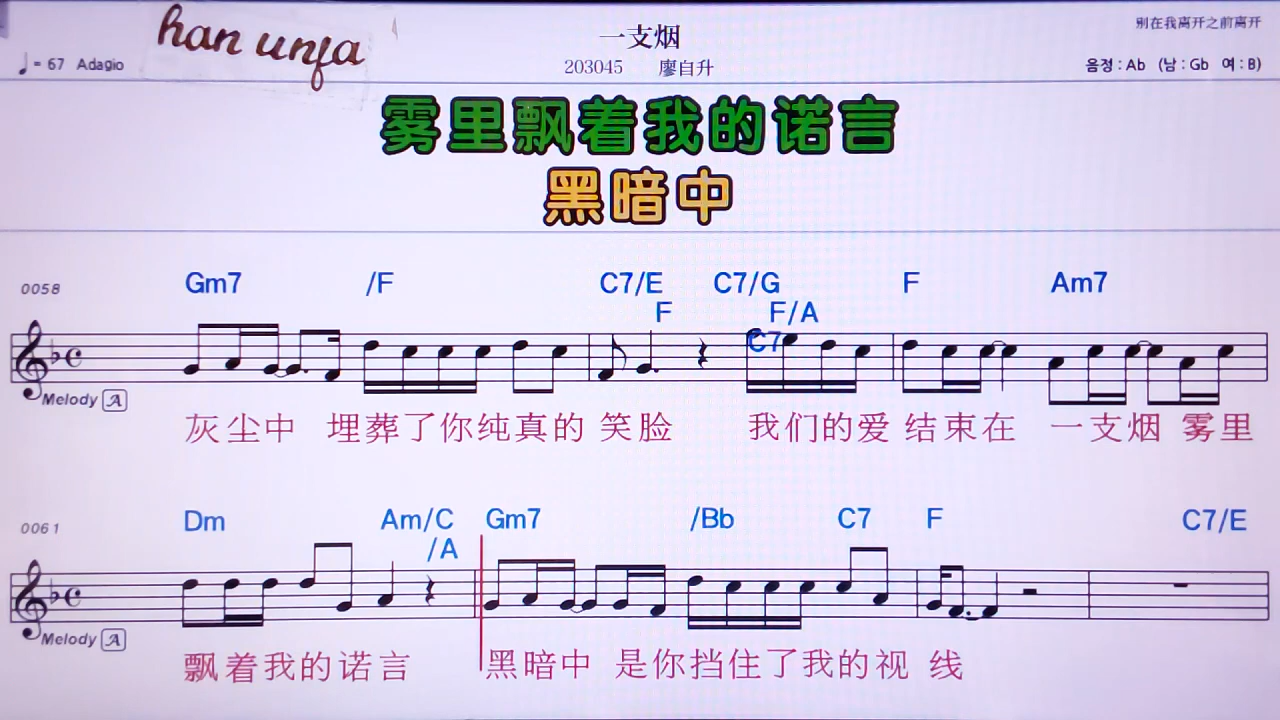 han unfa
一支烟
别在我离开之前离开
♩= 67 Adagio
203045 廖自升
음정 : Ab (남 : Gb 여 : B)
雾里飘着我的诺言
黑暗中
0058 Gm7 /F C7/E C7/G F Am7
F F/A
C7
Melody A
灰尘中 埋葬了你纯真的 笑脸 我们的爱 结束在 一支烟 雾里
0061 Dm Am/C Gm7 /Bb C7 F C7/E
/A
Melody A
飘着我的诺言 黑暗中 是你挡住了我的视 线